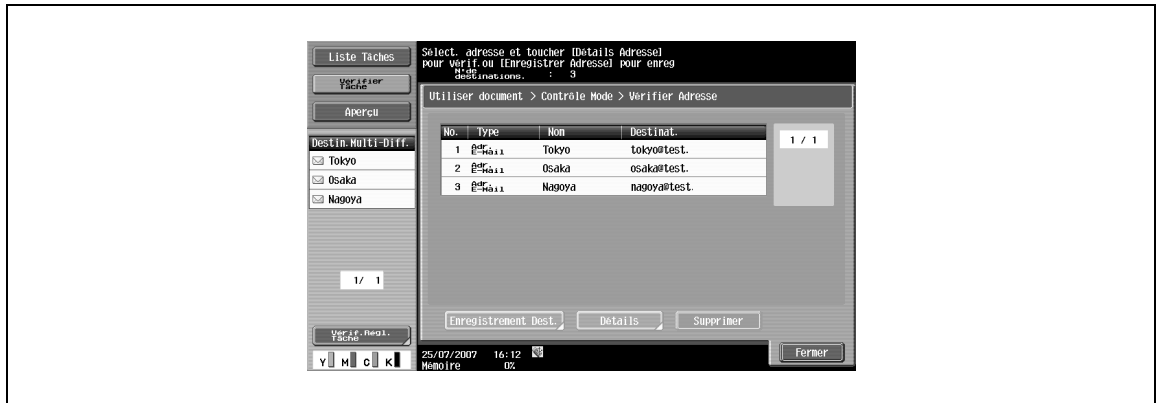 Liste Tâches
Vérifier
Tâche
Aperçu
Destin.Multi-Diff.
Tokyo
Osaka
Nagoya
1/ 1
Vérif.Régl.
Tâche
Y M C K
Sélect. adresse et toucher [Détails Adresse]
pour vérif.ou [Enregistrer Adresse] pour enreg
N°de
destinations. : 3
Utiliser document > Contrôle Mode > Vérifier Adresse
No. Type Nom Destinat.
1 Adr. E-Mail Tokyo tokyo@test.
2 Adr. E-Mail Osaka osaka@test.
3 Adr. E-Mail Nagoya nagoya@test.
1 / 1
Enregistrement Dest. Détails Supprimer
25/07/2007 16:12
Mémoire 0%
Fermer